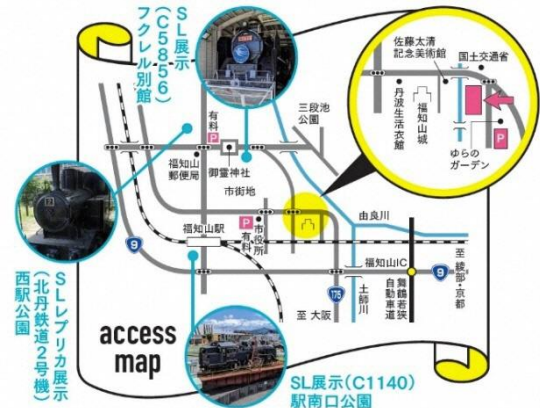 SL展示
(C5856)
フクレル別館
佐藤太清
記念美術館
国土交通省
丹波生活衣館
福知山城
ゆらの
ガーデン
P
三段池
公園
有料
P
福知山
郵便局
御霊神社
市街地
由良川
福知山駅
P
有料
市役所
9
福知山IC
9
至綾部・京都
舞鶴若狭
自動車道
土師川
175
至 大阪
SLレプリカ展示
(北丹鉄道2号機)
西駅公園
access
map
SL展示(C1140)
駅南口公園